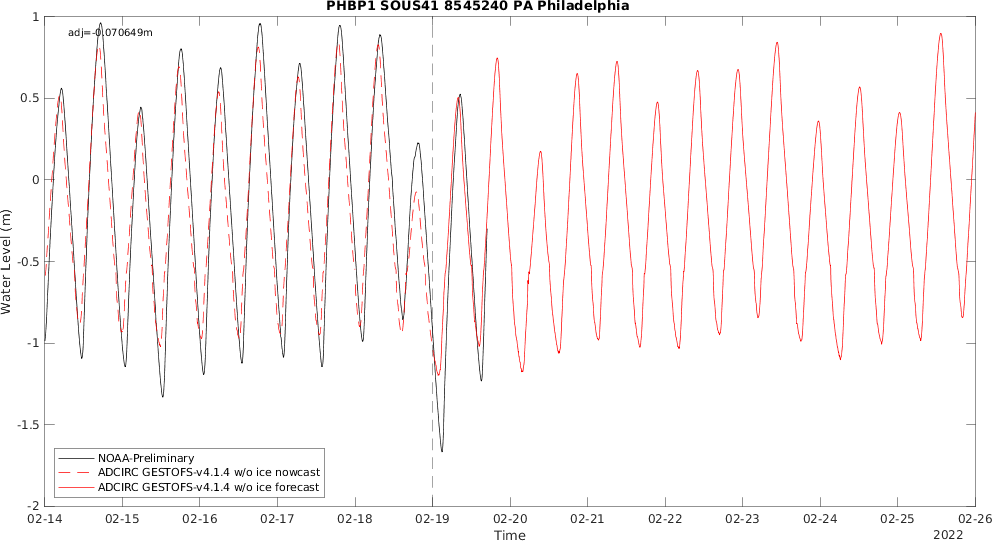 PHBP1 SOUS41 8545240 PA Philadelphia
adj=-0.070649m
Water Level (m)
1
0.5
0
-0.5
-1
-1.5
-2
NOAA-Preliminary
ADCIRC GESTOFS-v4.1.4 w/o ice nowcast
ADCIRC GESTOFS-v4.1.4 w/o ice forecast
02-14 02-15 02-16 02-17 02-18 02-19 02-20 02-21 02-22 02-23 02-24 02-25 02-26
Time
2022